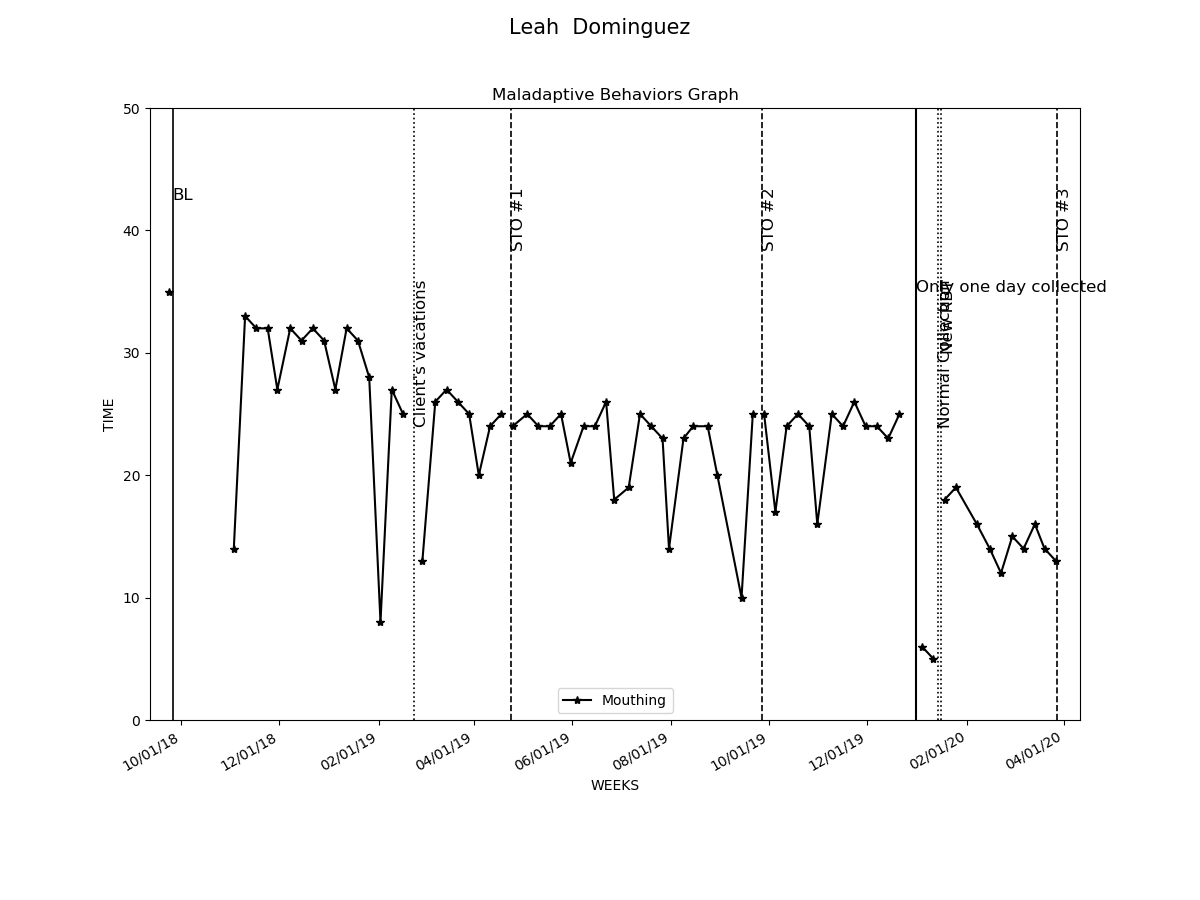 Leah  Dominguez
Maladaptive Behaviors Graph
50
40
30
20
10
0
TIME
BL
Client's vacations
STO #1
STO #2
Only one day collected
Normal Collection
New RBT
STO #3
Mouthing
10/01/18
12/01/18
02/01/19
04/01/19
06/01/19
08/01/19
10/01/19
12/01/19
02/01/20
04/01/20
WEEKS